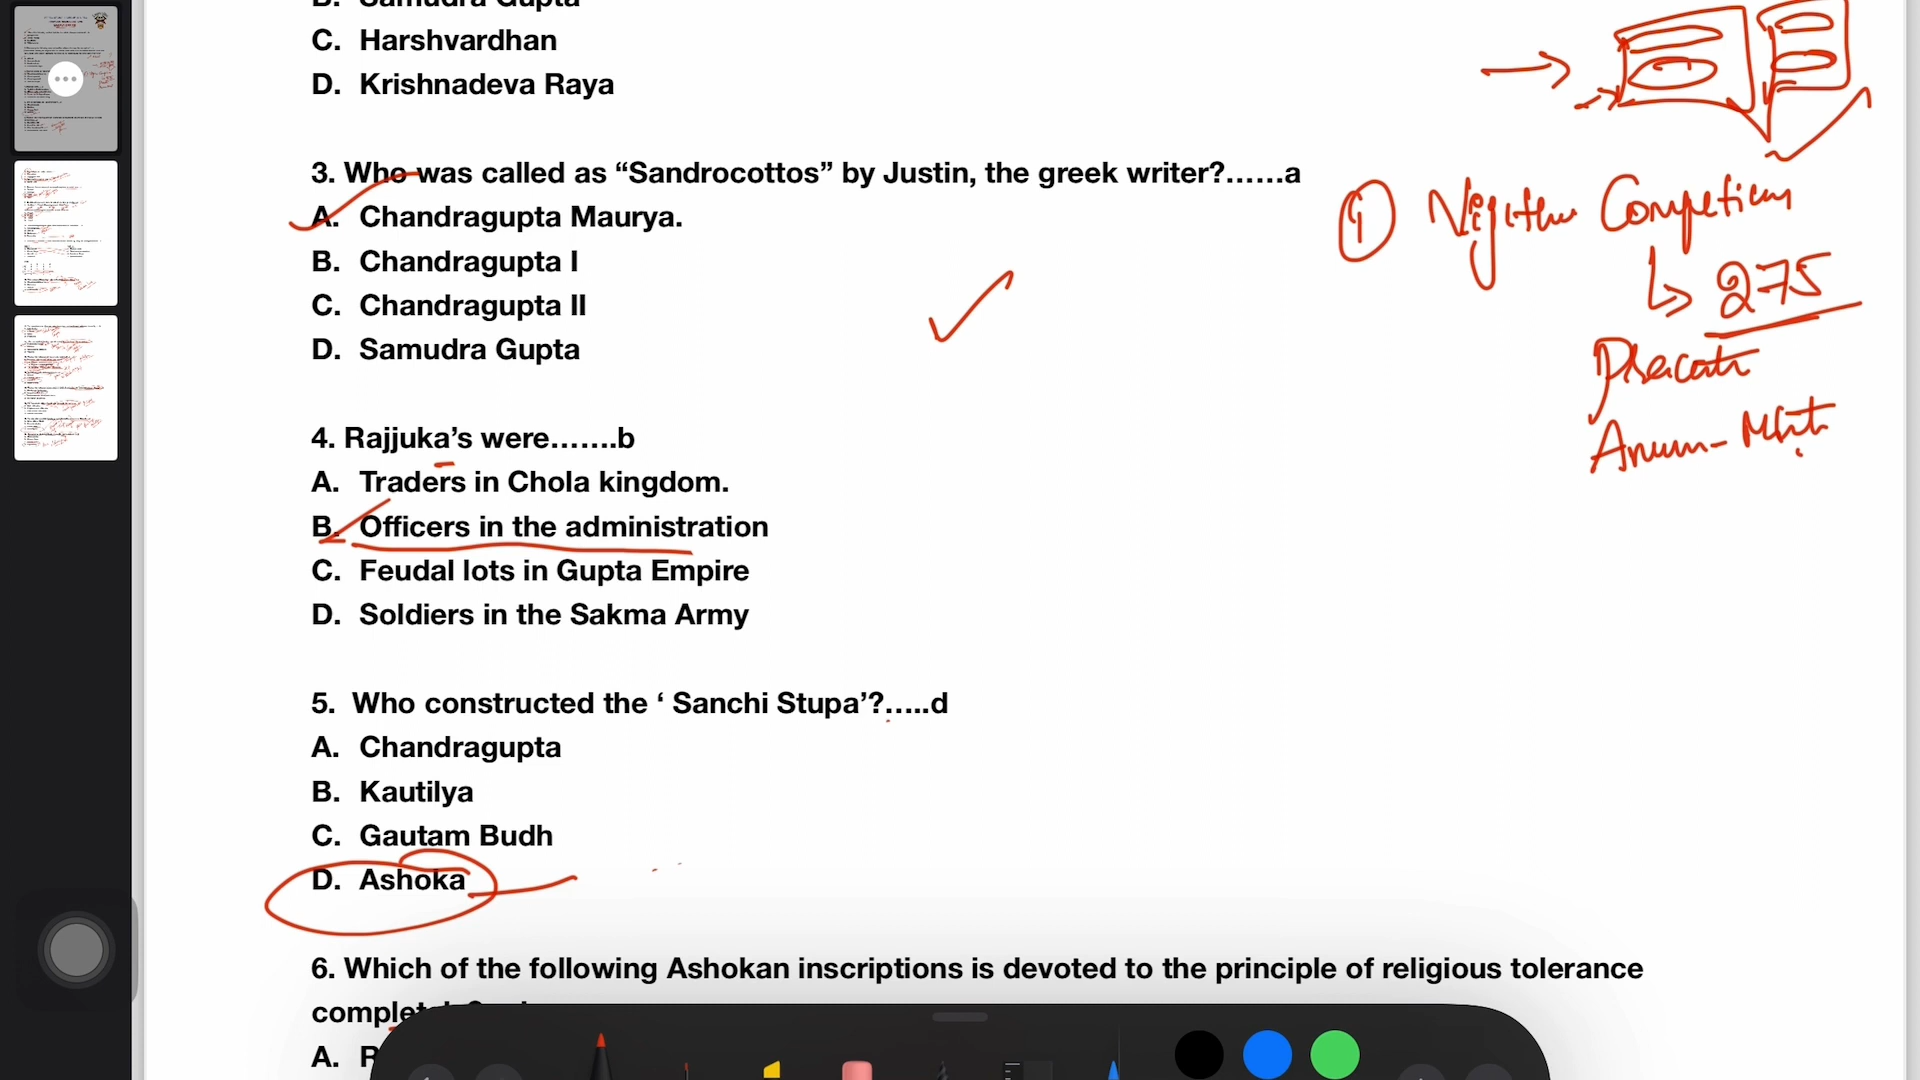 B. Samudra Gupta
C. Harshvardhan
D. Krishnadeva Raya
3. Who was called as “Sandrocottos” by Justin, the greek writer?......a
A. Chandragupta Maurya.
B. Chandragupta I
C. Chandragupta II
D. Samudra Gupta
4. Rajjuka’s were.......b
A. Traders in Chola kingdom.
B. Officers in the administration
C. Feudal lots in Gupta Empire
D. Soldiers in the Sakma Army
5. Who constructed the ‘ Sanchi Stupa’?.....d
A. Chandragupta
B. Kautilya
C. Gautam Budh
D. Ashoka
6. Which of the following Ashokan inscriptions is devoted to the principle of religious tolerance
A.
1
275